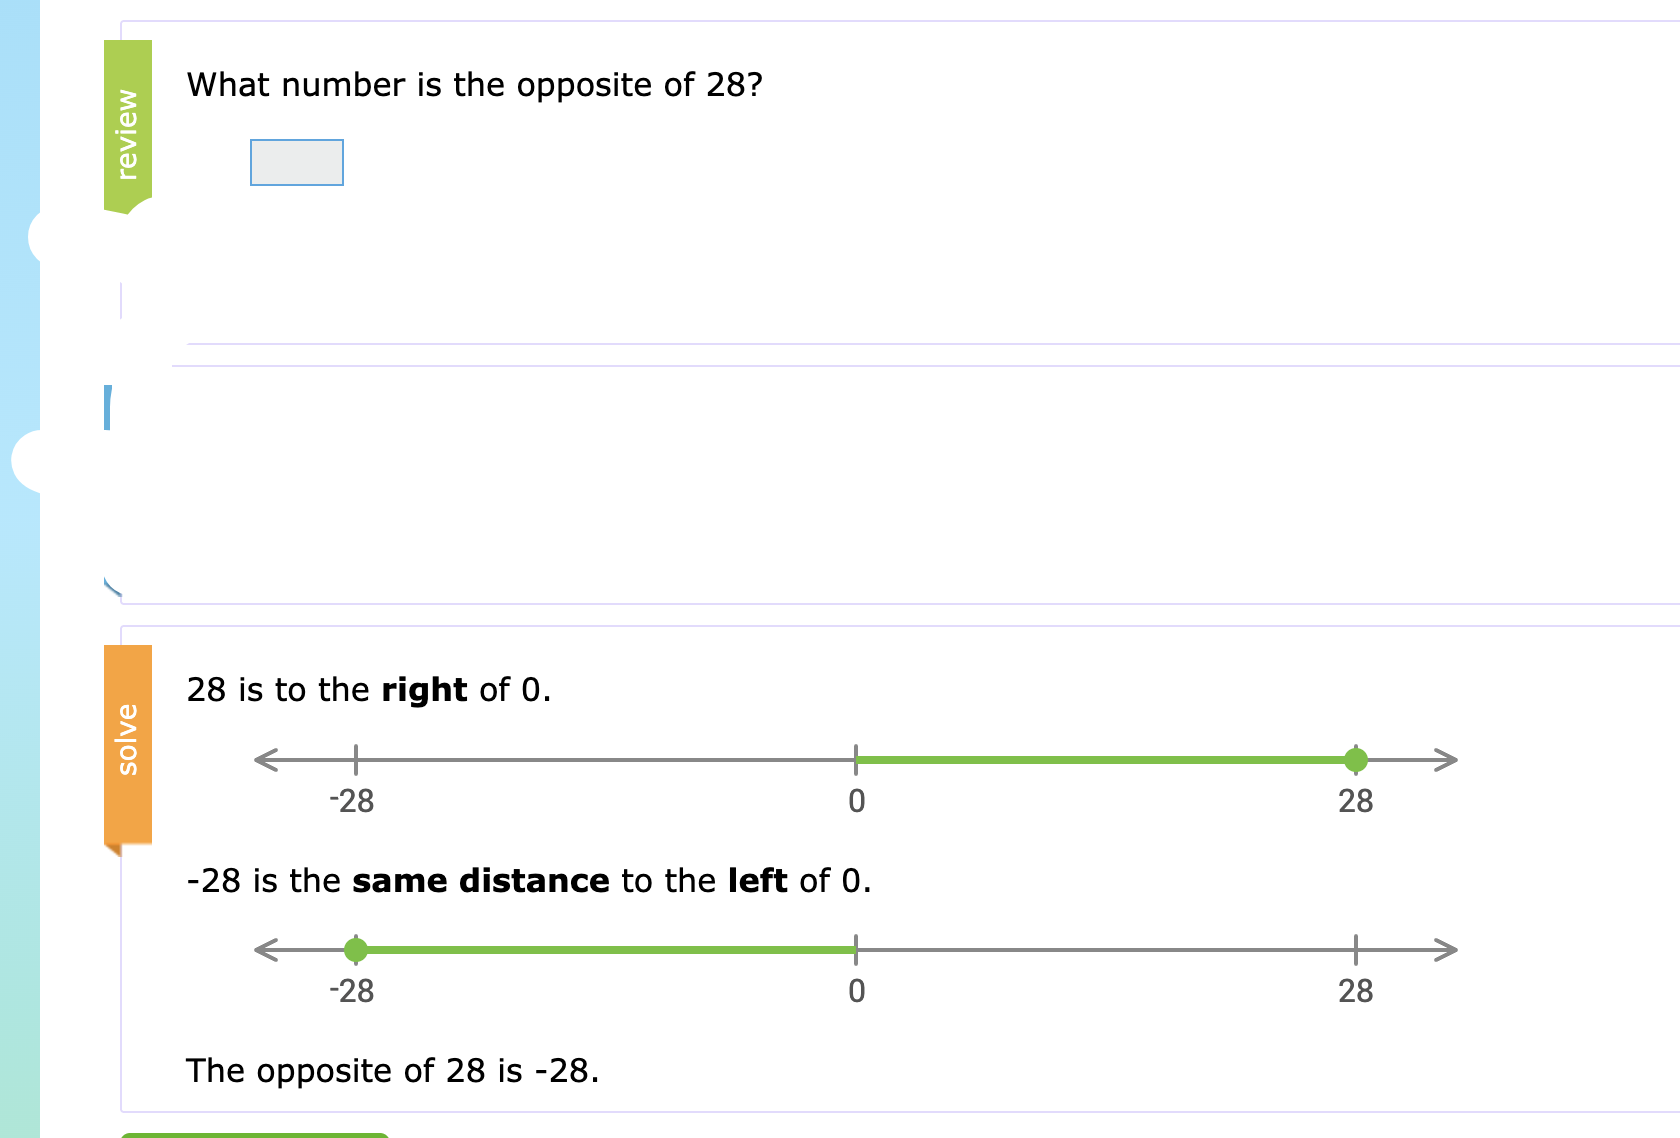 review
What number is the opposite of 28?
solve
28 is to the right of 0.
-28 0 28
-28 is the same distance to the left of 0.
-28 0 28
The opposite of 28 is -28.